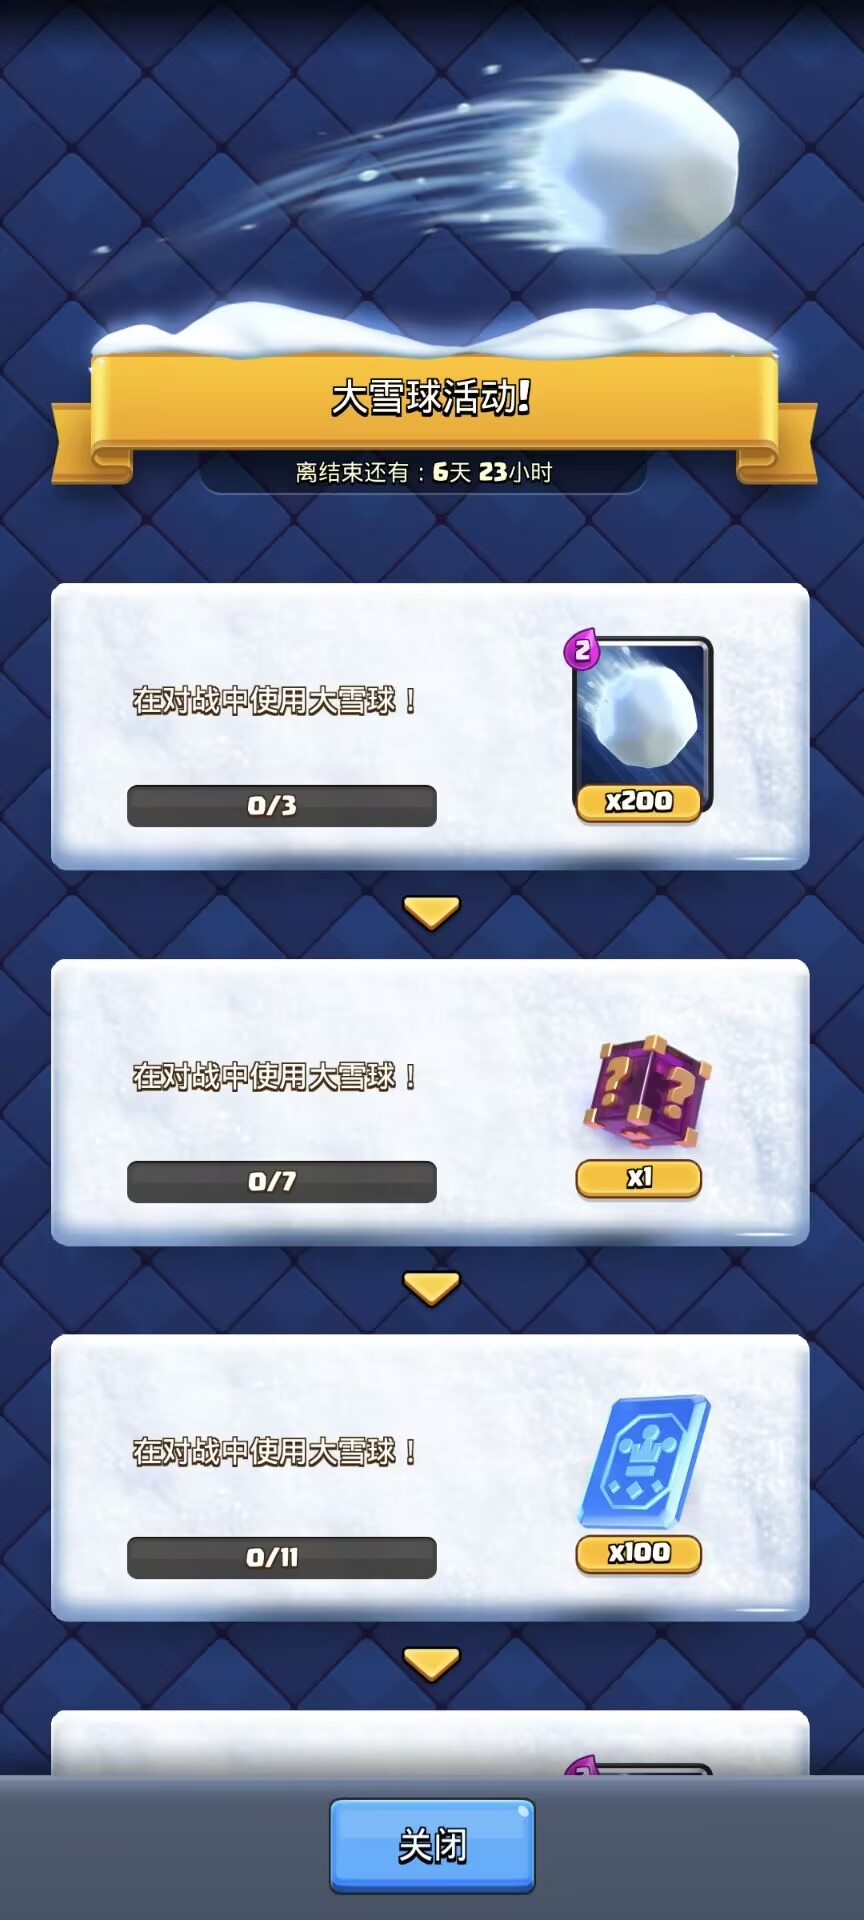 大雪球活动!
离结束还有：6天 23小时
在对战中使用大雪球！
2
0/3
x200
在对战中使用大雪球！
? ?
0/7
x1
在对战中使用大雪球！
0/11
x100
关闭